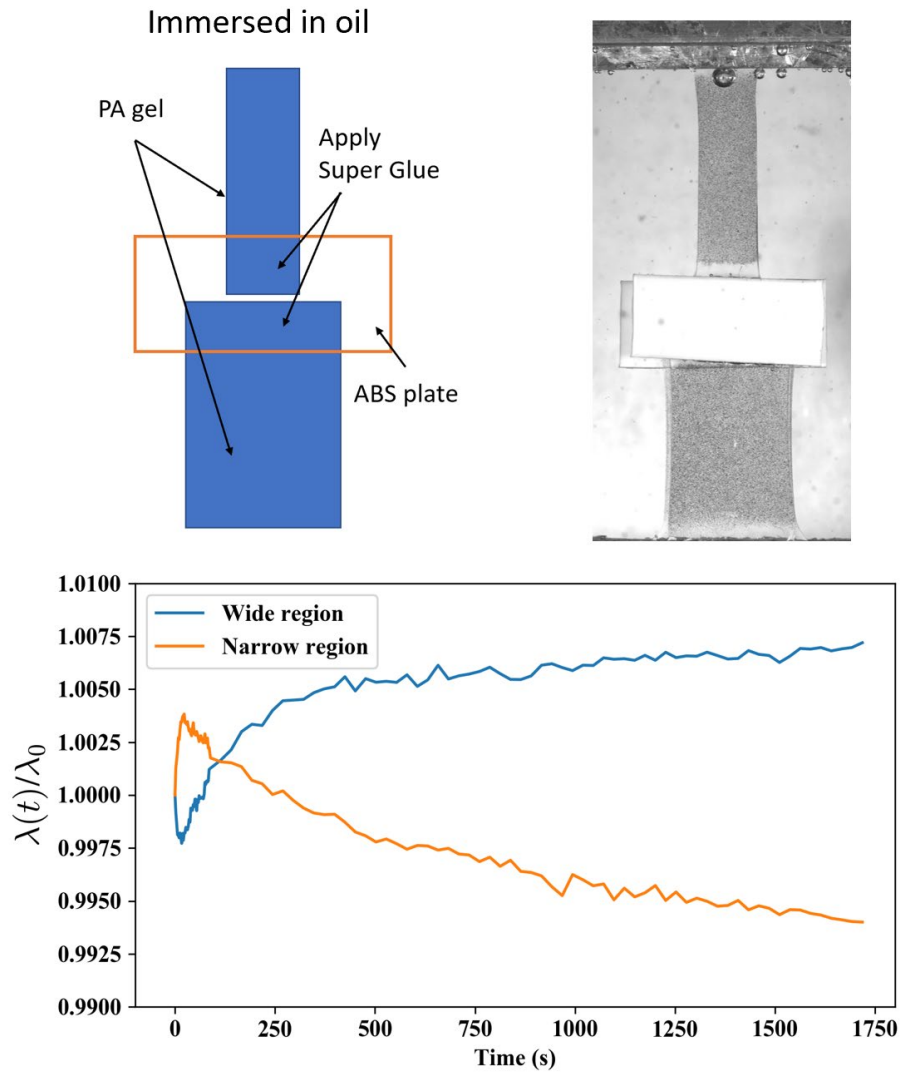 Immersed in oil
PA gel
Apply
Super Glue
ABS plate
1.0100
1.0075
1.0050
1.0025
1.0000
0.9975
0.9950
0.9925
0.9900
λ(t)/λ₀
Wide region
Narrow region
0 250 500 750 1000 1250 1500 1750
Time (s)